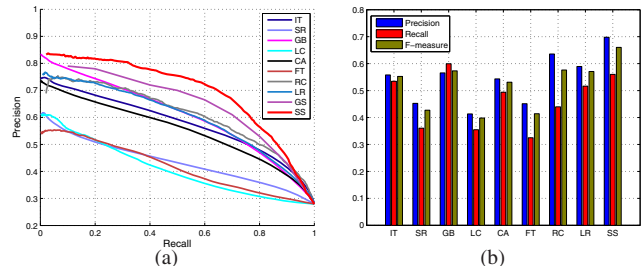 1
0.9
0.8
0.7
0.6
0.5
0.4
0.3
0.2
Precision
0
0.2
0.4
0.6
0.8
1
Recall
IT
SR
GB
LC
CA
FT
RC
LR
GS
SS
(a)
0.8
0.7
0.6
0.5
0.4
0.3
0.2
0.1
0
Precision
Recall
F-measure
IT SR GB LC CA FT RC LR SS
(b)